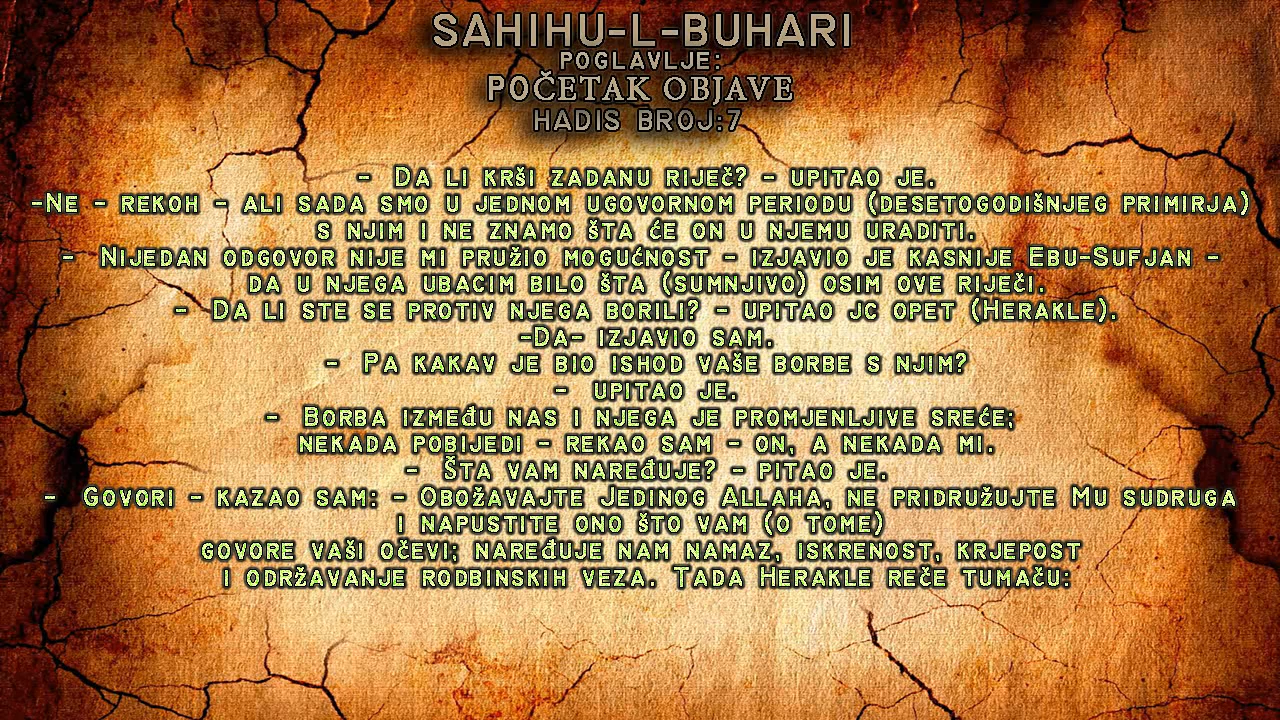 SAHIHU-L-BUHARI
POGLAVLJE:
POČETAK OBJAVE
HADIS BROJ:7
- DA LI KRŠI ZADANU RIJEČ? - UPITAO JE.
-NE - REKOH - ALI SADA SMO U JEDNOM UGOVORNOM PERIODU (DESETOGODIŠNJEG PRIMIRJA)
S NJIM I NE ZNAMO ŠTA ĆE ON U NJEMU URADITI.
- NIJEDAN ODGOVOR NIJE MI PRUŽIO MOGUĆNOST - IZJAVIO JE KASNIJE EBU-SUFJAN -
DA U NJEGA UBACIM BILO ŠTA (SUMNJIVO) OSIM OVE RIJEČI.
- DA LI STE SE PROTIV NJEGA BORILI? - UPITAO JC OPET (HERAKLE).
-DA- IZJAVIO SAM.
- PA KAKAV JE BIO ISHOD VAŠE BORBE S NJIM?
- UPITAO JE.
- BORBA IZMEĐU NAS I NJEGA JE PROMJENLJIVE SREĆE;
NEKADA POBIJEDI - REKAO SAM - ON, A NEKADA MI.
- ŠTA VAM NAREĐUJE? - PITAO JE.
- GOVORI - KAZAO SAM: - OBOŽAVAJTE JEDINOG ALLAHA, NE PRIDRUŽUJTE MU SUDRUGA
I NAPUSTITE ONO ŠTO VAM (O TOME)
GOVORE VAŠI OČEVI; NAREĐUJE NAM NAMAZ, ISKRENOST, KRJEPOST
I ODRŽAVANJE RODBINSKIH VEZA. TADA HERAKLE REČE TUMAČU: